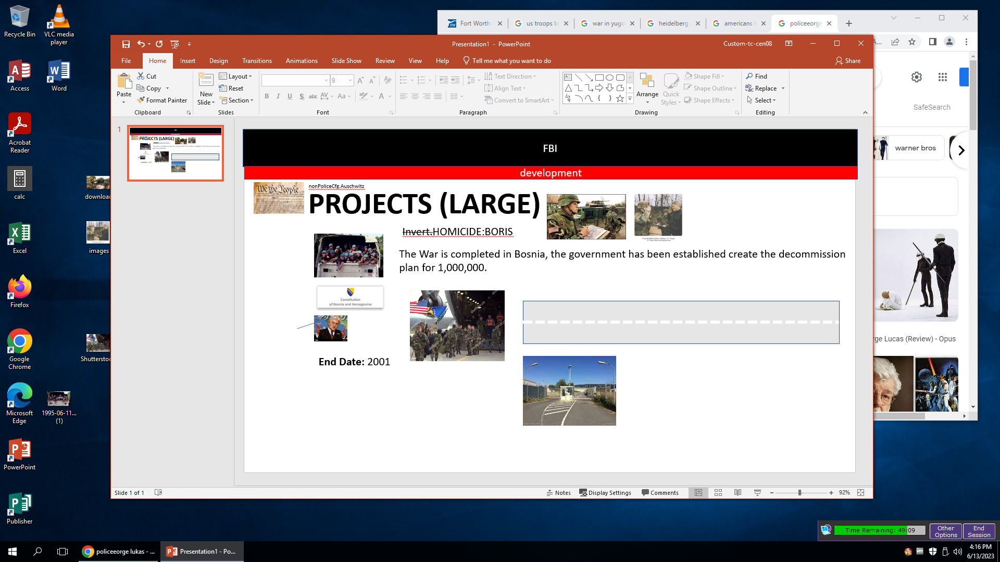 Recycle Bin
VLC media player
Access
Word
Acrobat Reader
calc
Excel
Firefox
Google Chrome
Microsoft Edge
1995-06-11... (1)
PowerPoint
Publisher
download
images
Shutterstoc
Fort Worth
us troops b
war in yugo
heidelberg
americans l
policeeorge
A...
SafeSearch
warner bros
rge Lucas (Review) - Opus
Presentation1 - PowerPoint
Custom-tc-cen08
File Home Insert Design Transitions Animations Slide Show Review View Help Tell me what you want to do Share
Paste
Cut
Copy
Format Painter
Clipboard
New Slide
Layout
Reset
Section
Slides
9
Font
Text Direction
Align Text
Convert to SmartArt
Paragraph
Arrange
Quick Styles
Shape Fill
Shape Outline
Shape Effects
Drawing
Find
Replace
Select
Editing
1
FBI
development
nonPoliceCfg.Auschwitz
We the People
PROJECTS (LARGE)
Invert.HOMICIDE:BORIS
The War is completed in Bosnia, the government has been established create the decommission
plan for 1,000,000.
Constitution
of Bosnia and Herzegovina
End Date: 2001
Slide 1 of 1
Notes Display Settings Comments 92%
Time Remaining: 49:09
Other Options
End Session
policeeorge lukas - ...
Presentation1 - Po...
4:16 PM
6/13/2023